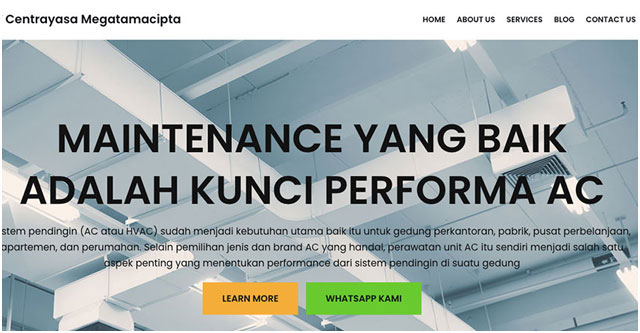 Centrayasa Megatamacipta
HOME ABOUT US SERVICES BLOG CONTACT US
MAINTENANCE YANG BAIK
ADALAH KUNCI PERFORMA AC
stem pendingin (AC atau HVAC) sudah menjadi kebutuhan utama baik itu untuk gedung perkantoran, pabrik, pusat perbelanjaan,
apartemen, dan perumahan. Selain pemilihan jenis dan brand AC yang handal, perawatan unit AC itu sendiri menjadi salah satu
aspek penting yang menentukan performance dari sistem pendingin di suatu gedung
LEARN MORE WHATSAPP KAMI